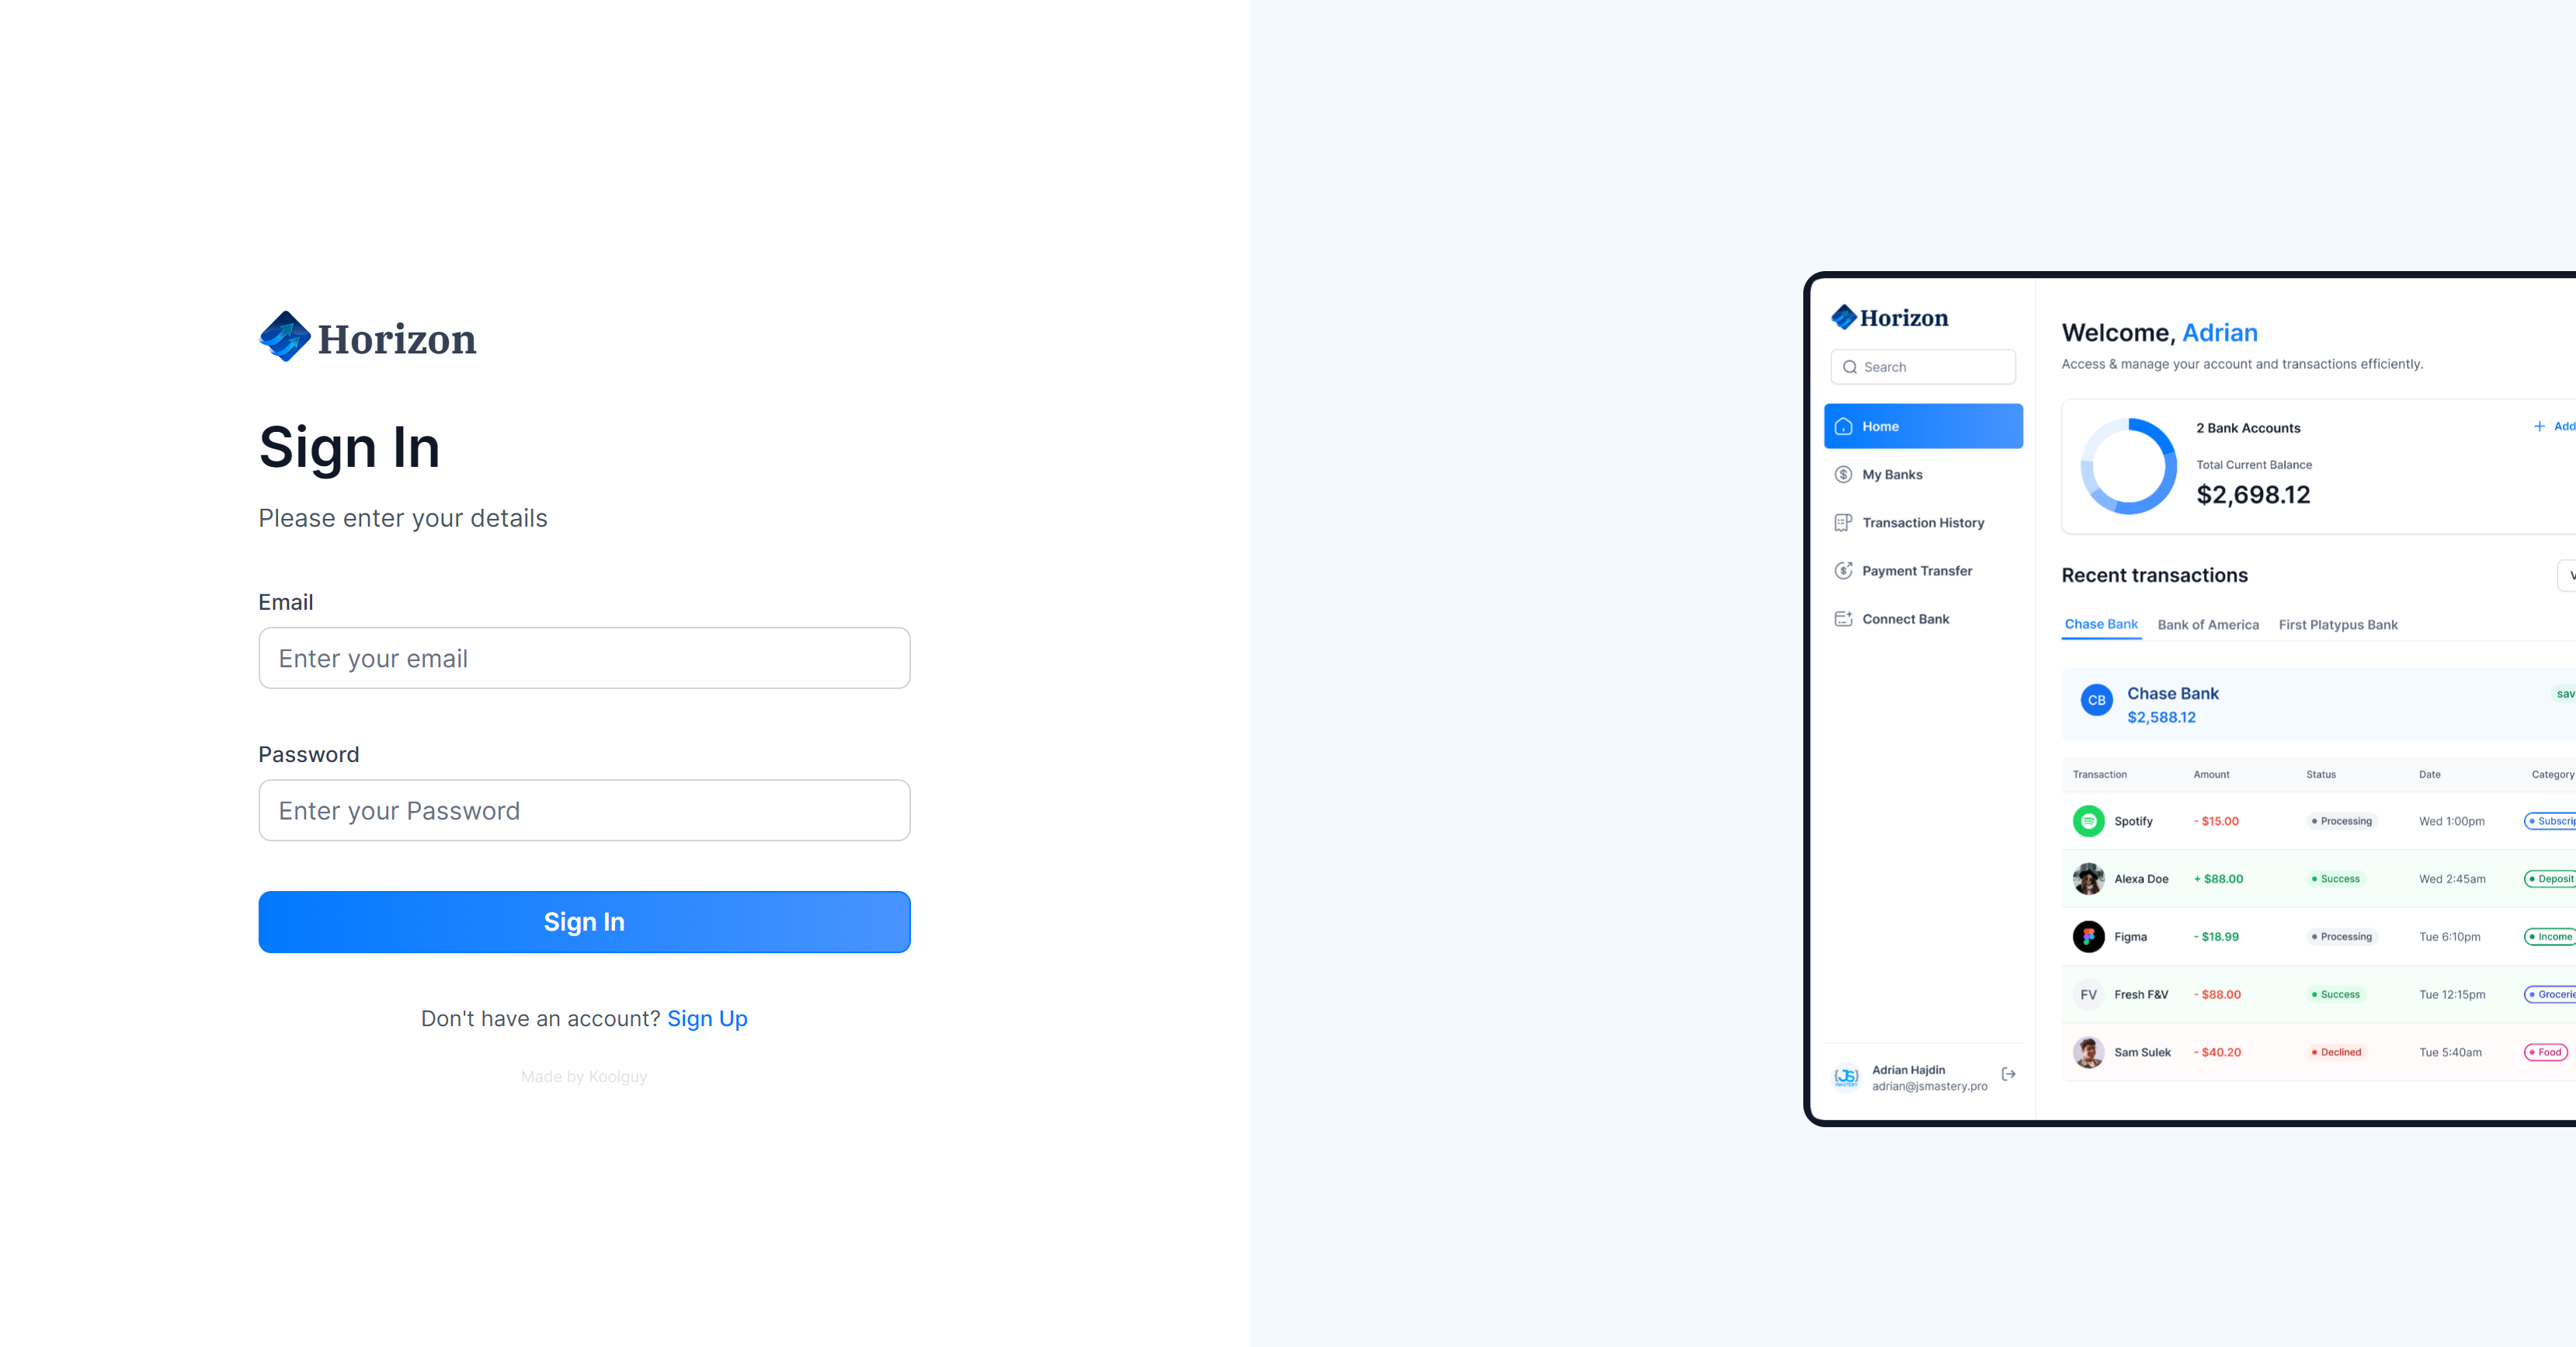 Horizon
Sign In
Please enter your details
Email
Enter your email
Password
Enter your Password
Sign In
Don't have an account? Sign Up
Made by Koolguy
Horizon
Search
Home
My Banks
Transaction History
Payment Transfer
Connect Bank
Adrian Hajdin
adrian@jsmastery.pro
Welcome, Adrian
Access & manage your account and transactions efficiently.
2 Bank Accounts
Add
Total Current Balance
$2,698.12
Recent transactions
Chase Bank Bank of America First Platypus Bank
CB
Chase Bank
$2,588.12
Transaction Amount Status Date Category
Spotify - $15.00 Processing Wed 1:00pm
Alexa Doe + $88.00 Success Wed 2:45am Deposit
Figma - $18.99 Processing Tue 6:10pm Income
FV Fresh F&V - $88.00 Success Tue 12:15pm
Sam Sulek - $40.20 Declined Tue 5:40am Food